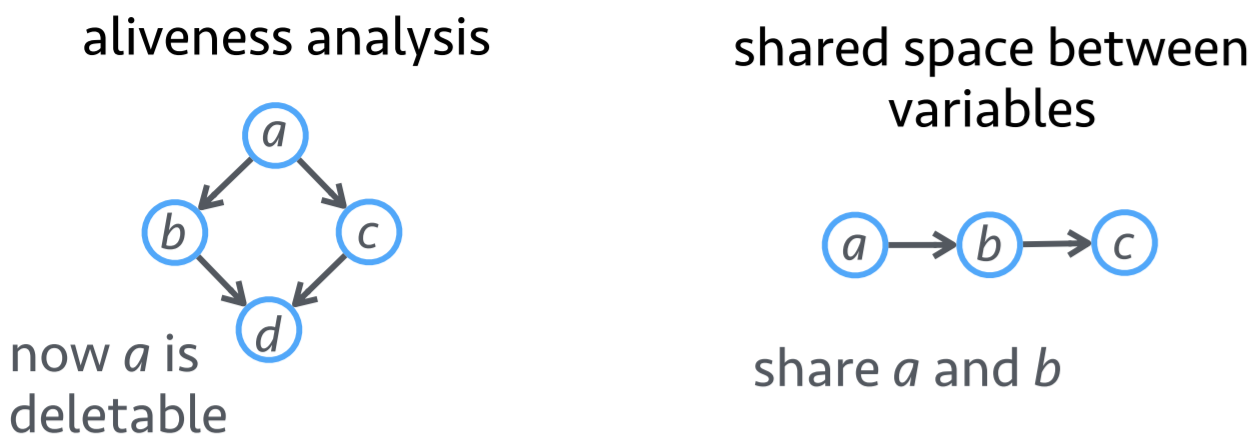 aliveness analysis
a
b
c
d
now a is
deletable
shared space between
variables
a
b
c
share a and b